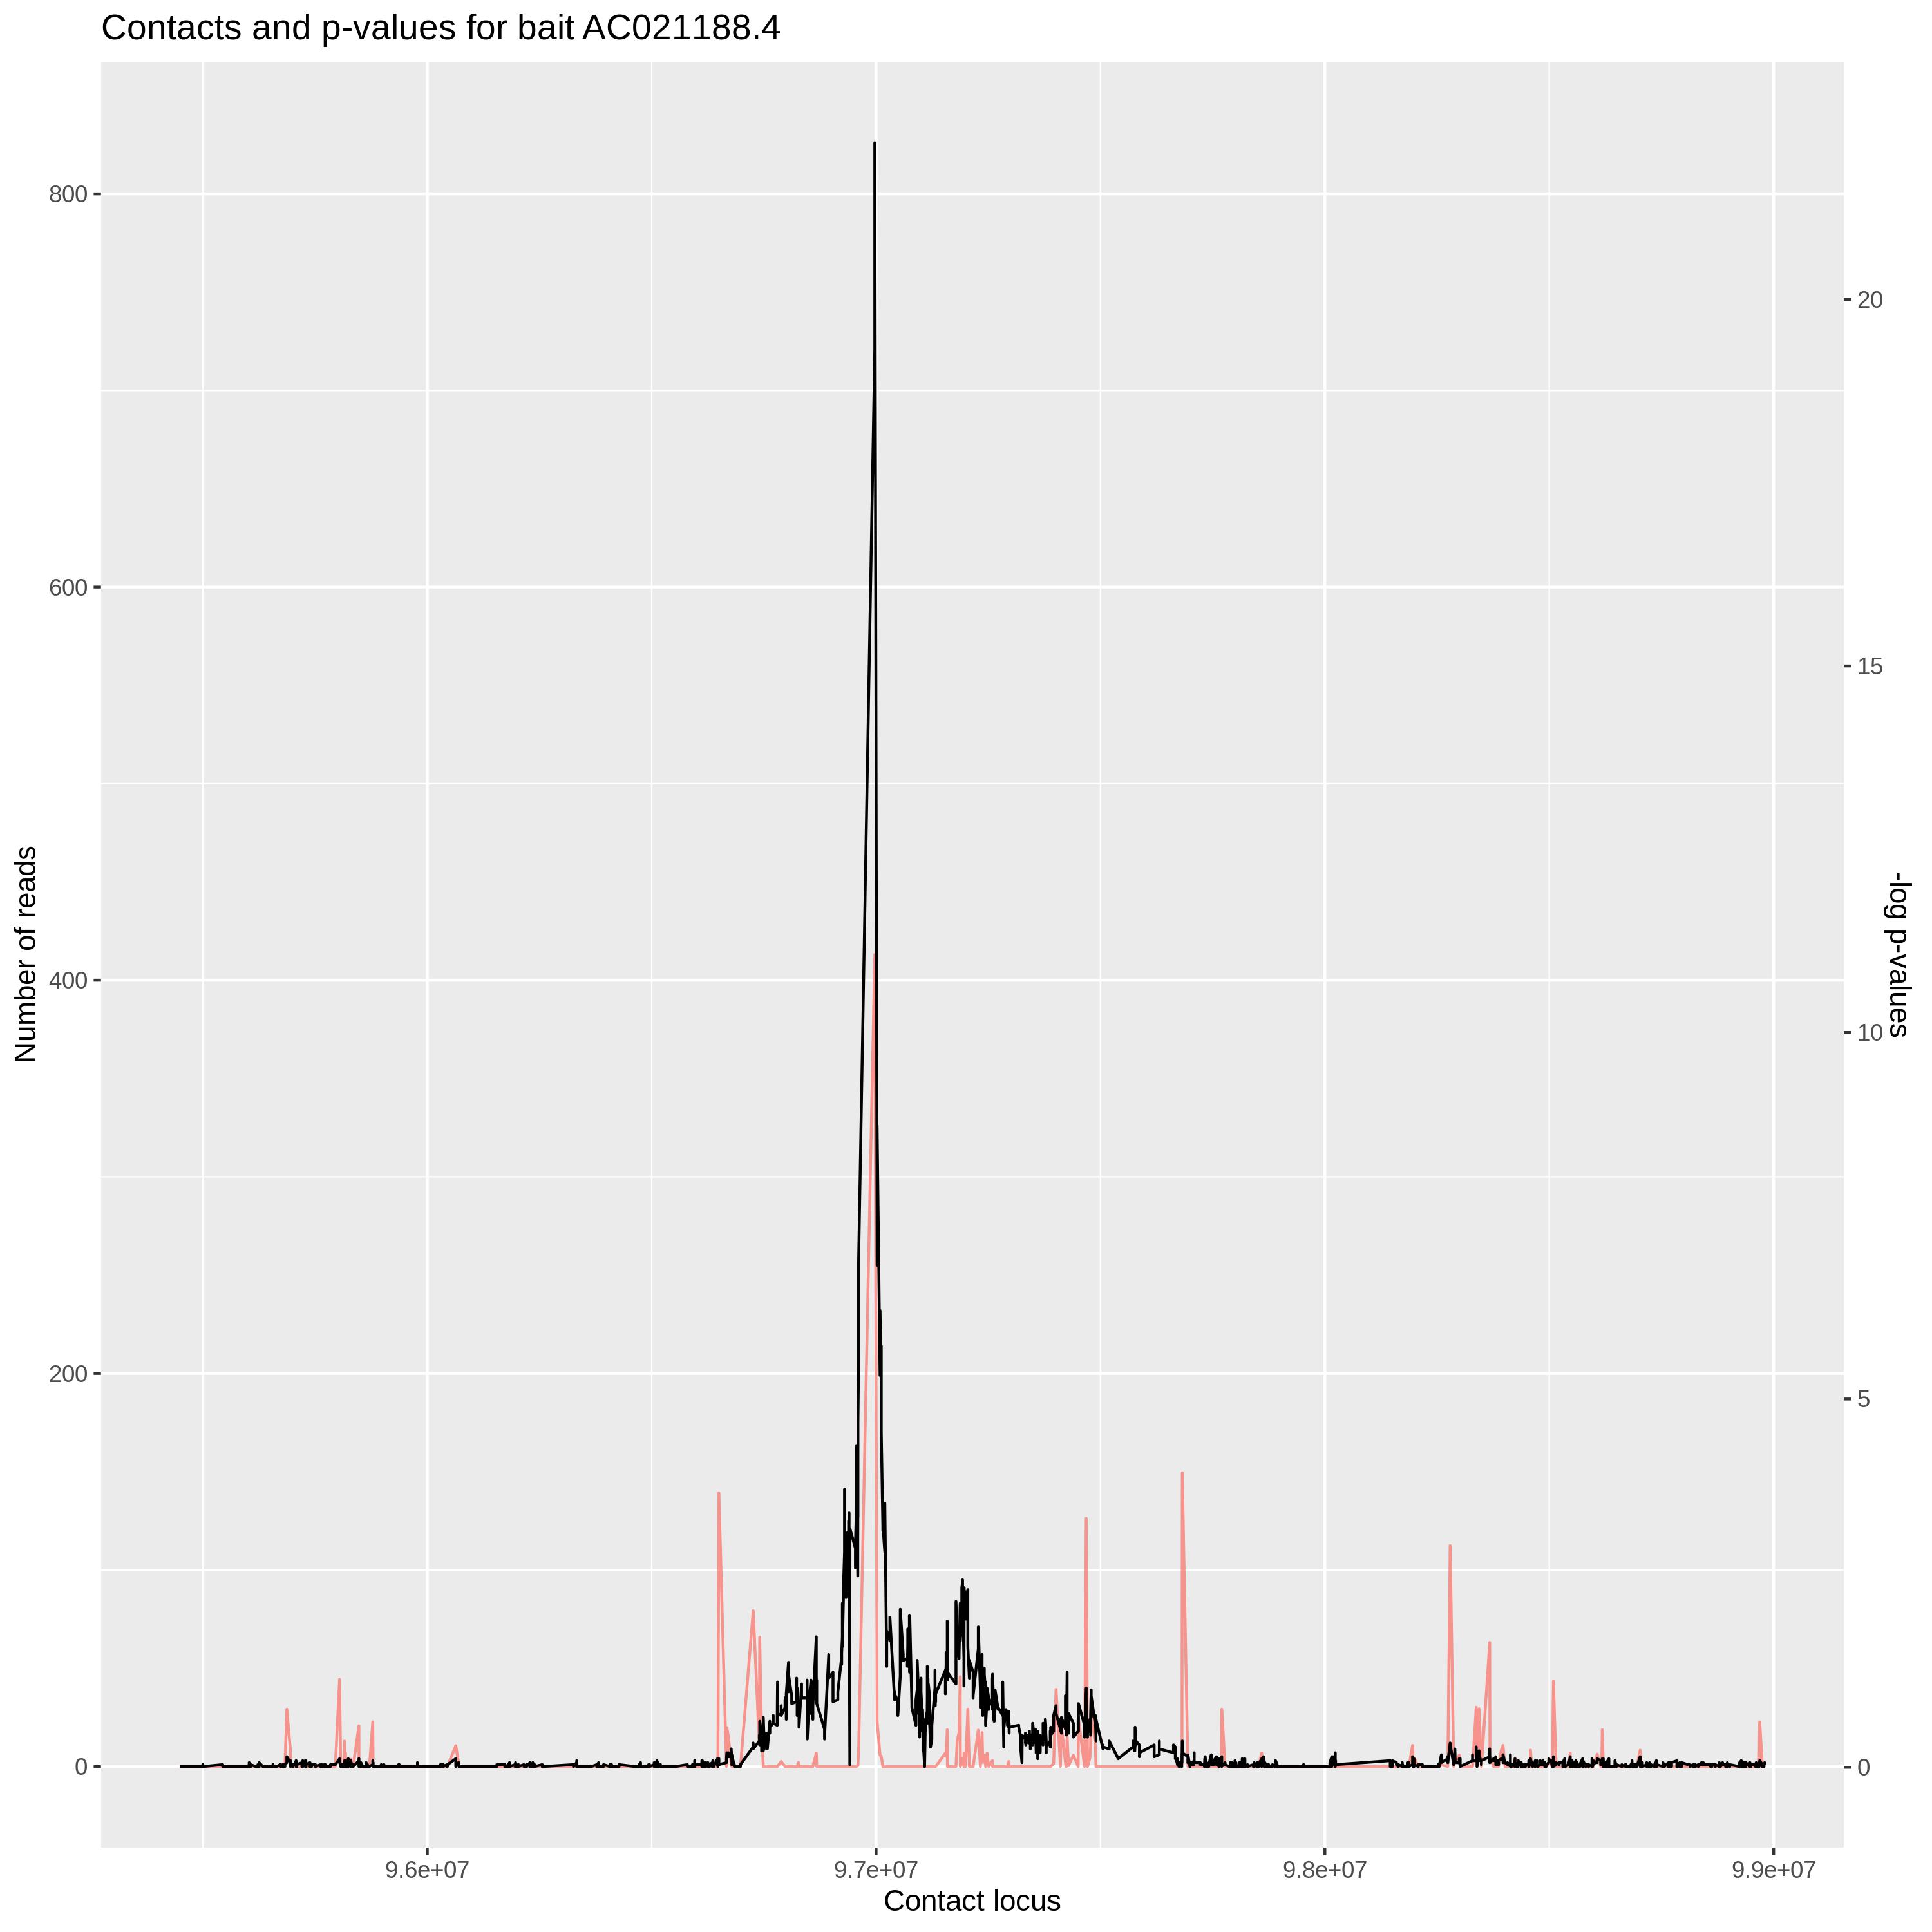 Contacts and p-values for bait AC021188.4
800
600
400
200
0
Number of reads
20
15
10
5
0
-log p-values
9.6e+07
9.7e+07
9.8e+07
9.9e+07
Contact locus